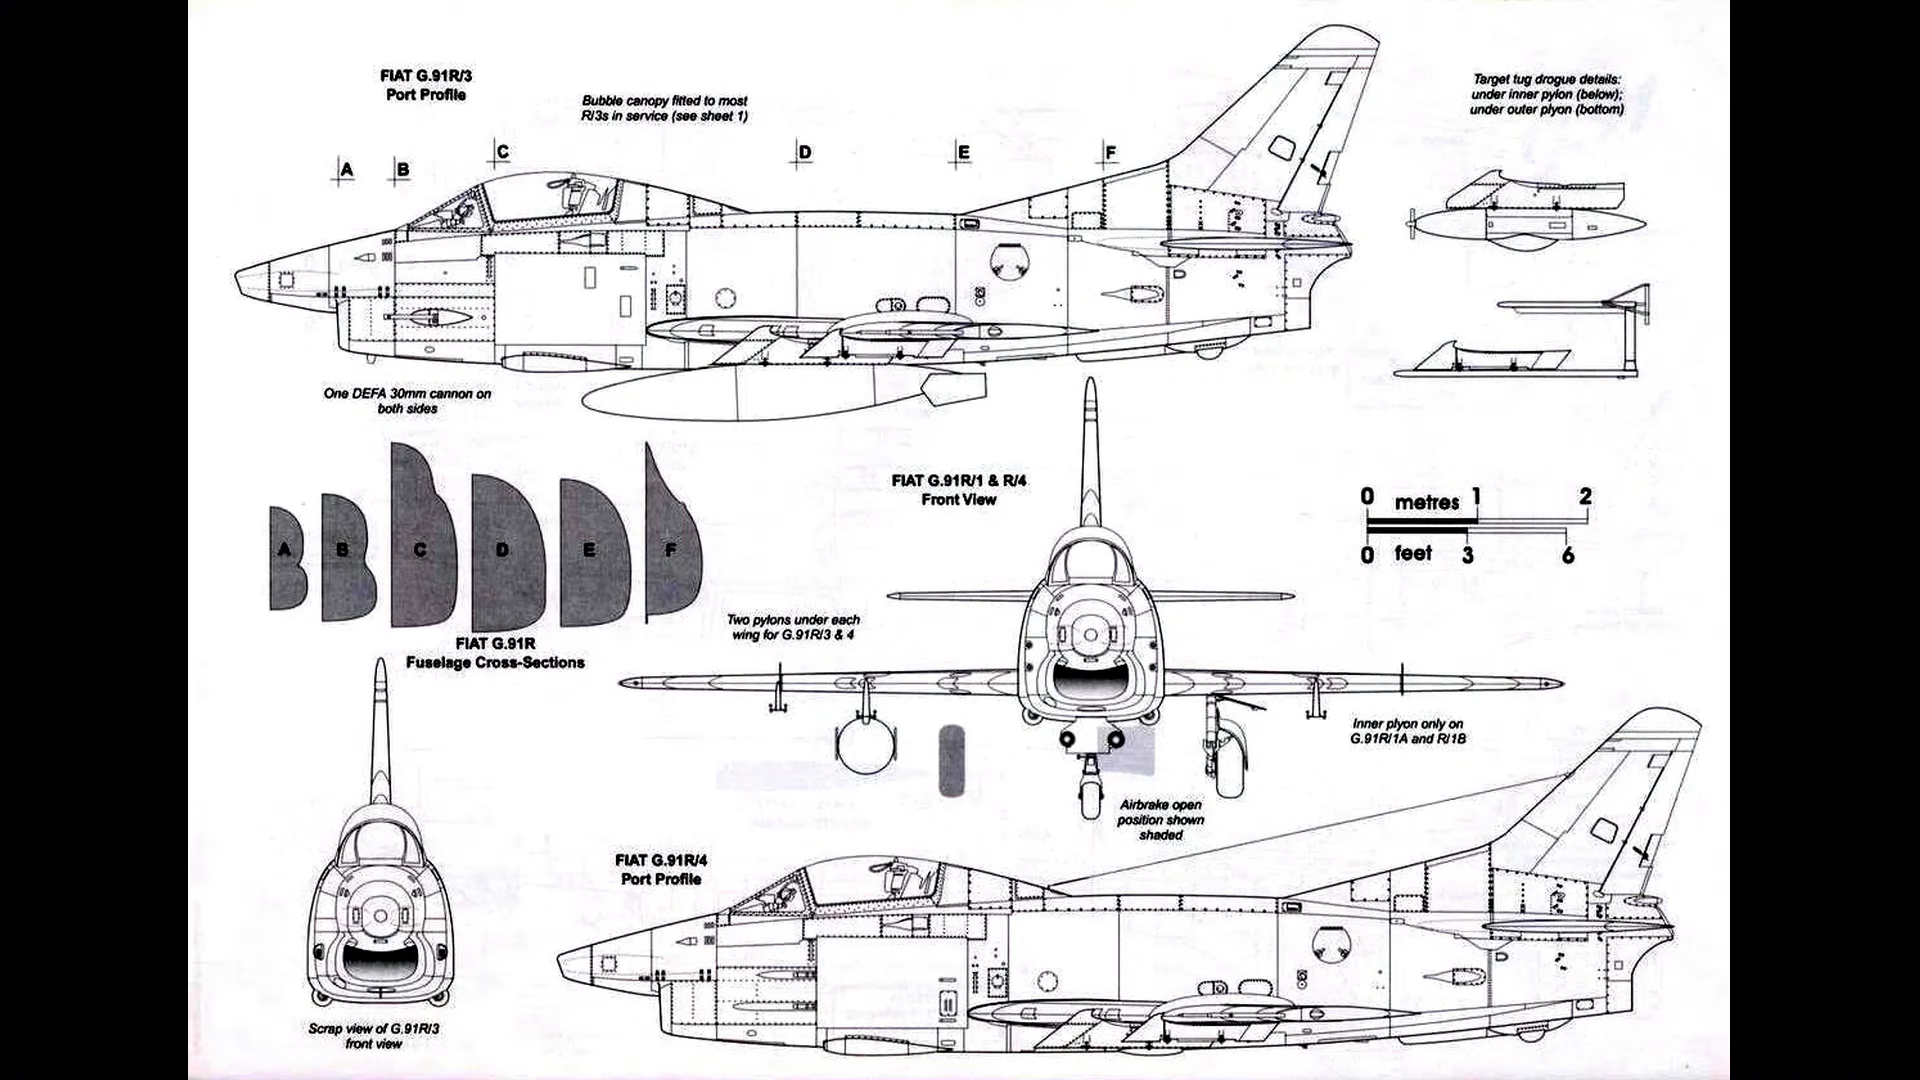 FIAT G.91R/3
Port Profile
Bubble canopy fitted to most
R/3s in service (see sheet 1)
Target tug drogue details:
under inner pylon (below);
under outer plyon (bottom)
A
B
C
D
E
F
One DEFA 30mm cannon on
both sides
FIAT G.91R/1 & R/4
Front View
0 metres 1 2
0 feet 3 6
A
B
C
D
E
F
FIAT G.91R
Fuselage Cross-Sections
Two pylons under each
wing for G.91R/3 & 4
Inner plyon only on
G.91R/1A and R/1B
Airbrake open
position shown
shaded
FIAT G.91R/4
Port Profile
Scrap view of G.91R/3
front view